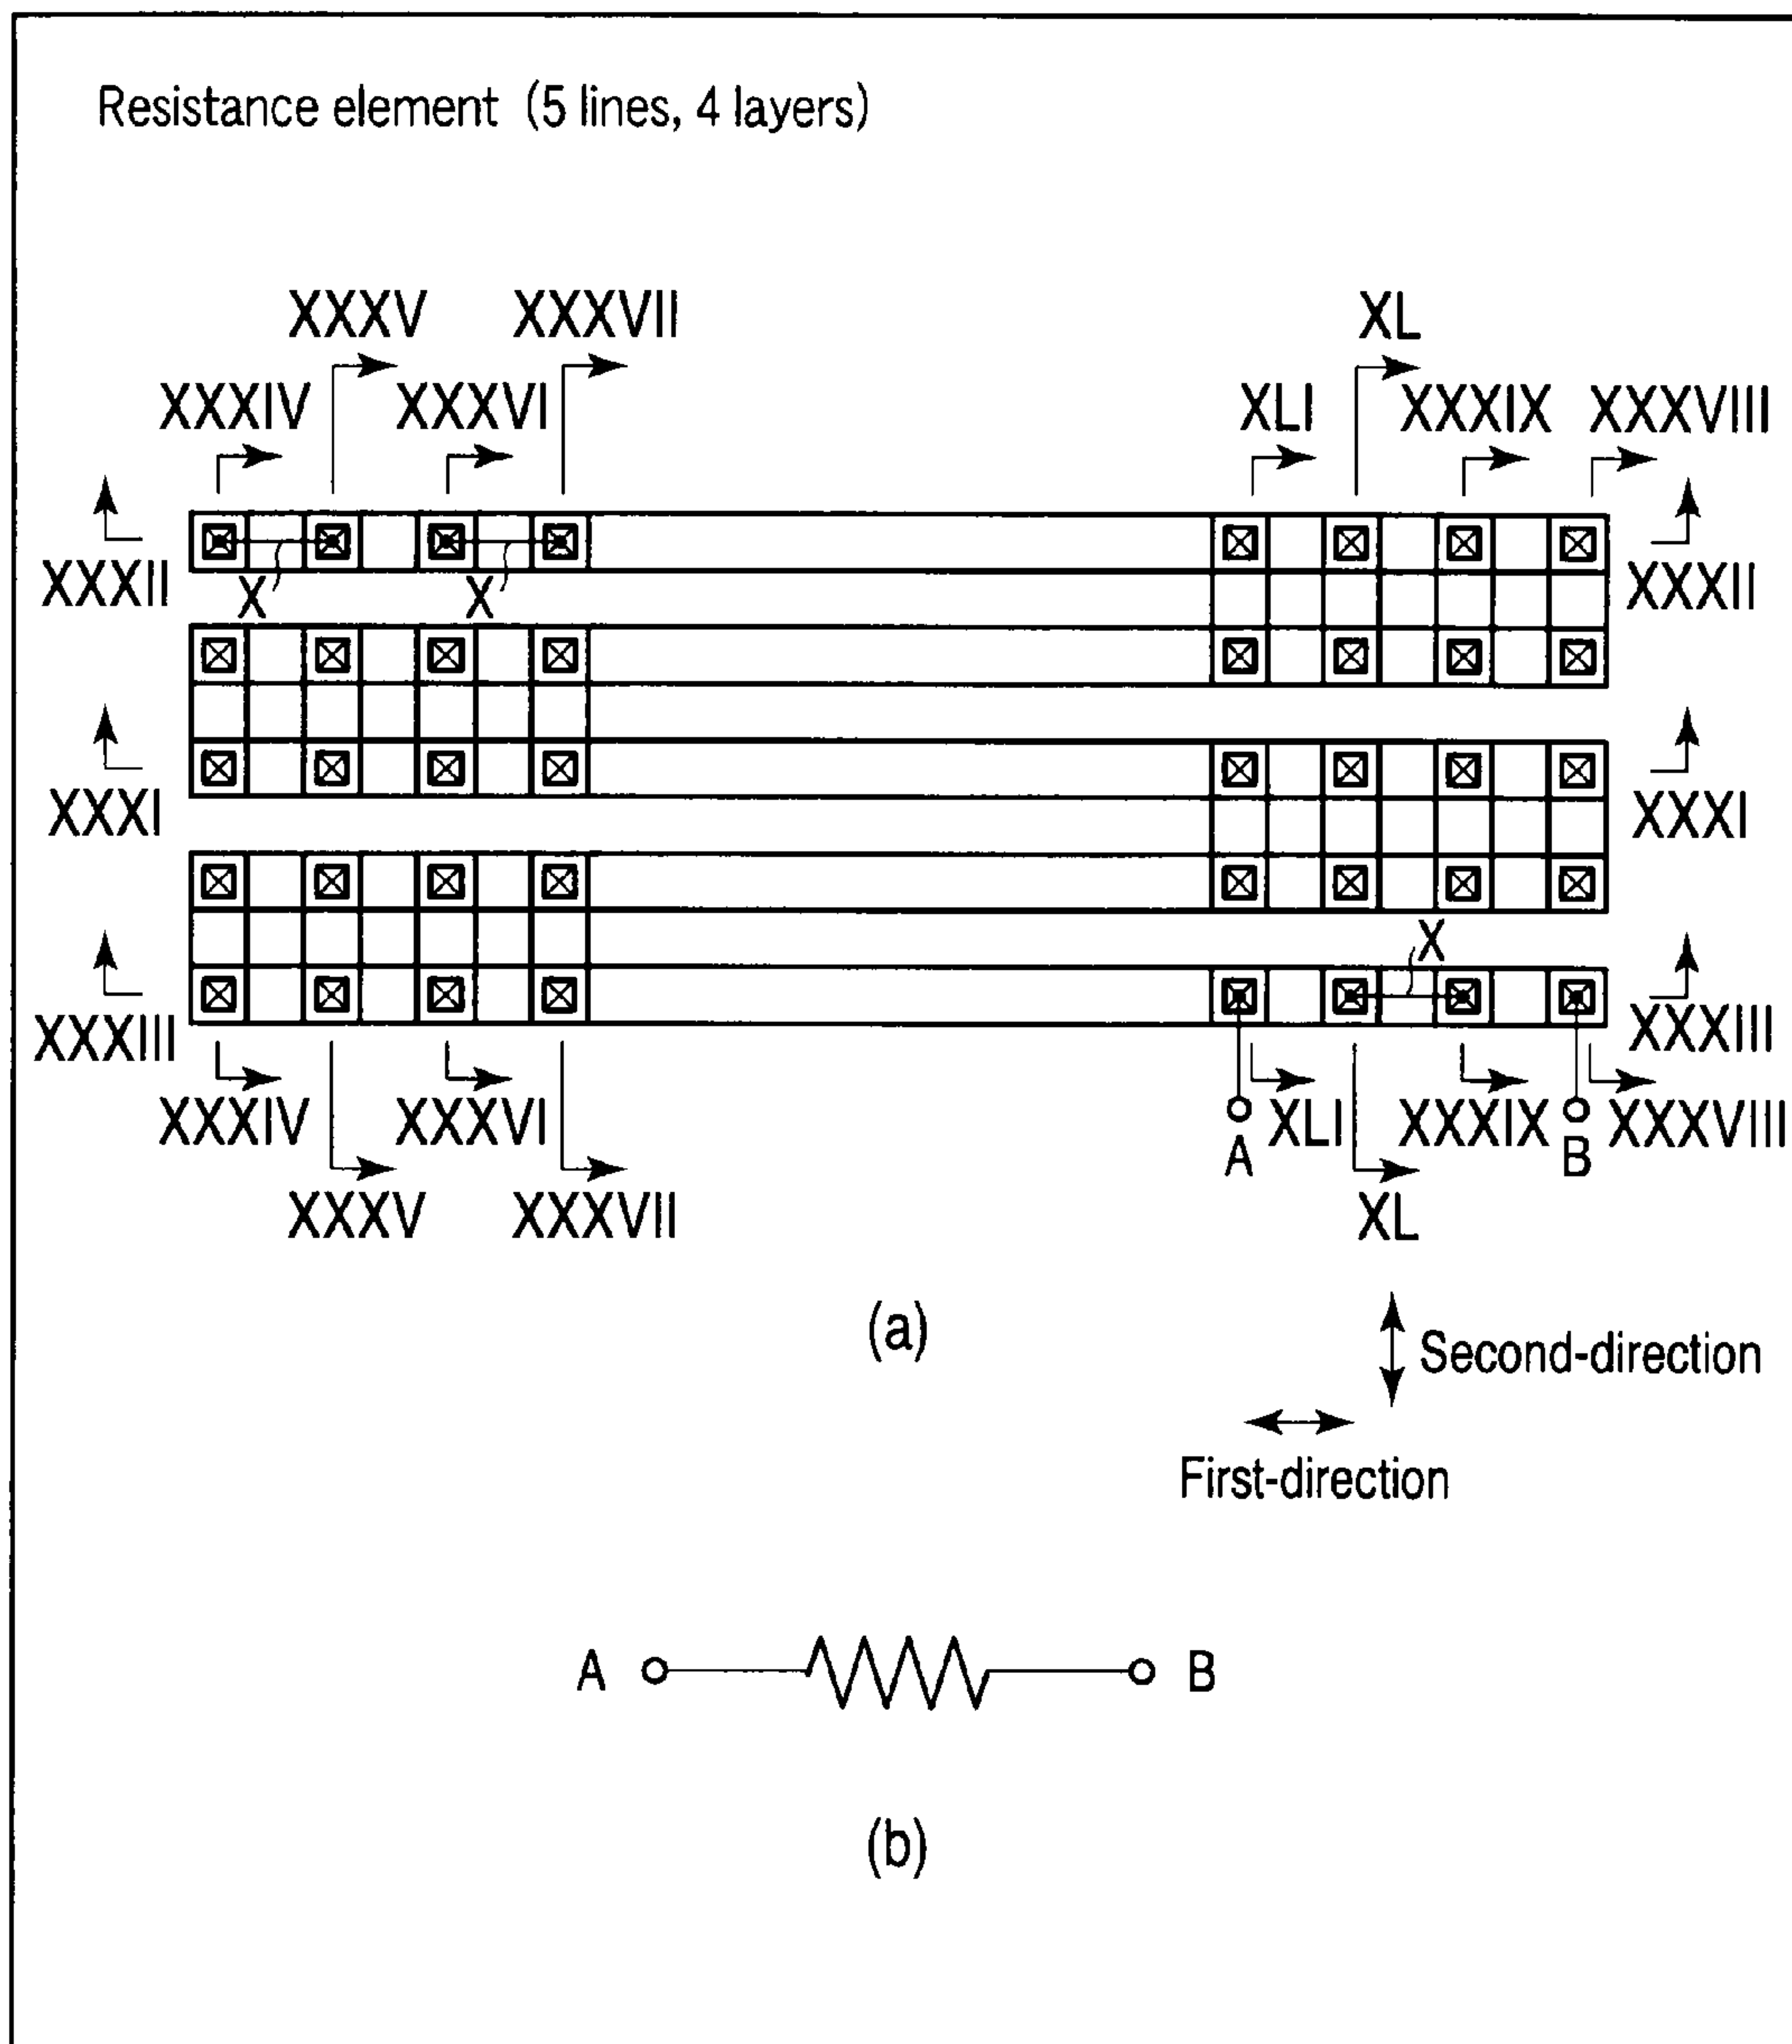 Resistance element (5 lines, 4 layers)
XXXV XXXVII XL
XXXIV XXXVI XLI XXXIX XXXVIII
XXXII X X XXXII
XXXI XXXI
X
XXXIII XXXIII
XXXIV XXXVI A XLI XXXIX B XXXVIII
XXXV XXXVII XL
(a)
Second-direction
First-direction
A B
(b)